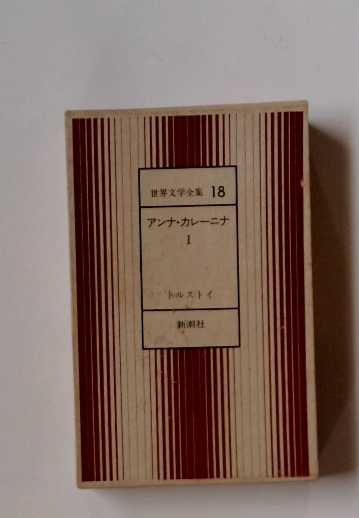 世界文学全集 18
アンナ・カレーニナ
I
トルストイ
新潮社